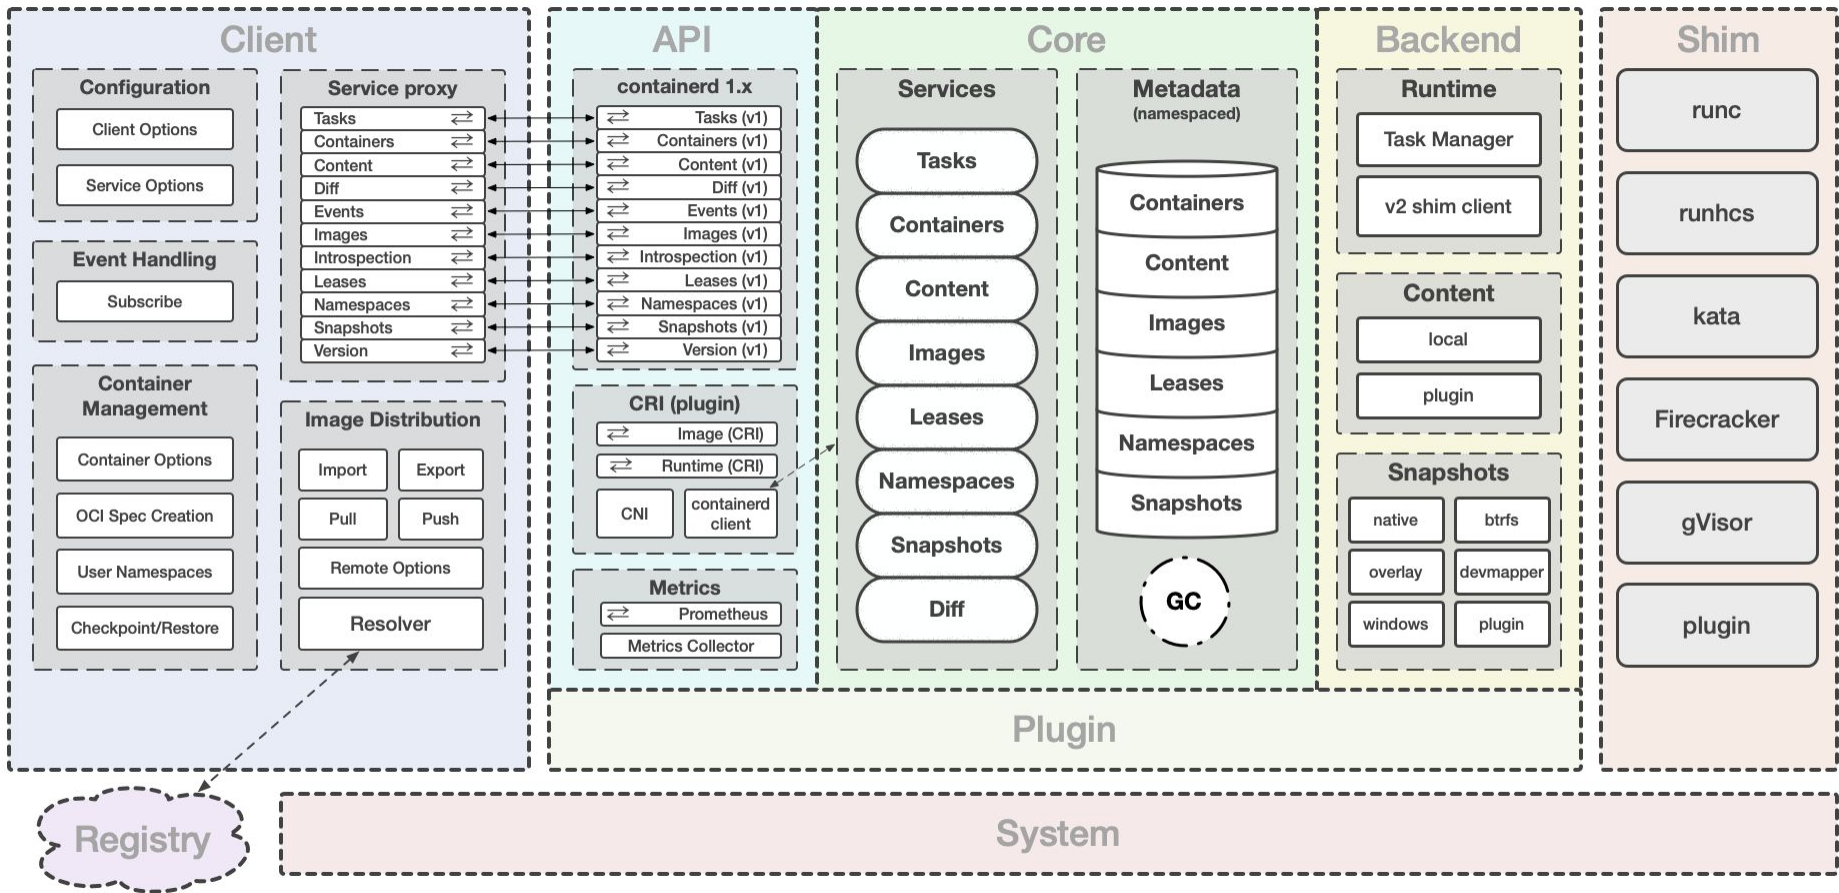 Client
Configuration
Client Options
Service Options
Event Handling
Subscribe
Container
Management
Container Options
OCI Spec Creation
User Namespaces
Checkpoint/Restore
Service proxy
Tasks
Containers
Content
Diff
Events
Images
Introspection
Leases
Namespaces
Snapshots
Version
Image Distribution
Import
Export
Pull
Push
Remote Options
Resolver
API
containerd 1.x
Tasks (v1)
Containers (v1)
Content (v1)
Diff (v1)
Events (v1)
Images (v1)
Introspection (v1)
Leases (v1)
Namespaces (v1)
Snapshots (v1)
Version (v1)
CRI (plugin)
Image (CRI)
Runtime (CRI)
CNI
containerd
client
Metrics
Prometheus
Metrics Collector
Core
Services
Tasks
Containers
Content
Images
Leases
Namespaces
Snapshots
Diff
Metadata
(namespaced)
Containers
Content
Images
Leases
Namespaces
Snapshots
GC
Backend
Runtime
Task Manager
v2 shim client
Content
local
plugin
Snapshots
native
btrfs
overlay
devmapper
windows
plugin
Plugin
Shim
runc
runhcs
kata
Firecracker
gVisor
plugin
Registry
System